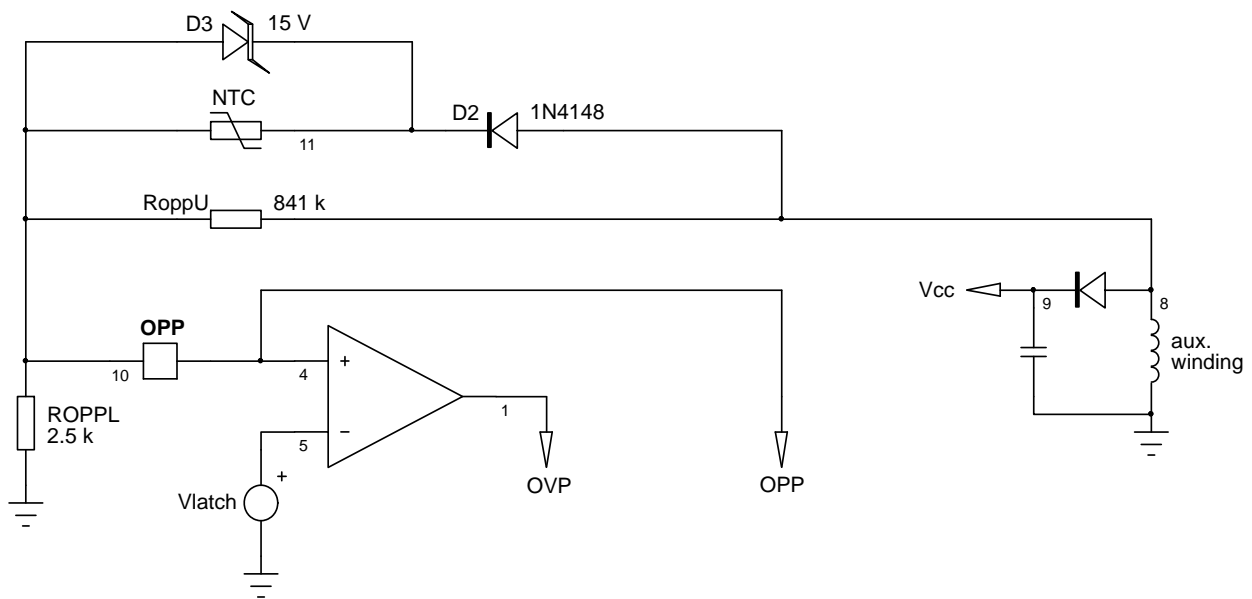 D3 15 V
NTC
11
D2 1N4148
RoppU 841 k
Vcc
9
8
aux.
winding
OPP
10
4
+
1
5
−
ROPPL
2.5 k
Vlatch
+
OVP
OPP